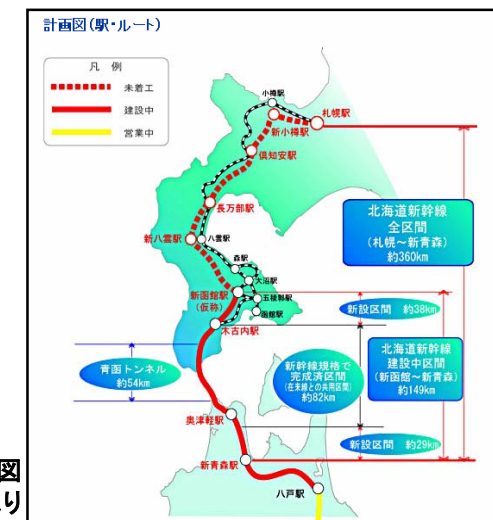 計画図(駅・ルート)
凡 例
未着工
建設中
営業中
小樽駅
札幌駅
新小樽駅
倶知安駅
長万部駅
新八雲駅
八雲駅
森駅
大沼駅
新函館駅
(仮称)
五稜郭駅
函館駅
木古内駅
北海道新幹線
全区間
(札幌～新青森)
約360km
新設区間 約38km
青函トンネル
約54km
新幹線規格で
完成済区間
(在来線との共用区間)
約82km
北海道新幹線
建設中区間
(新函館～新青森)
約149km
奥津軽駅
新設区間 約29km
新青森駅
八戸駅
図
り